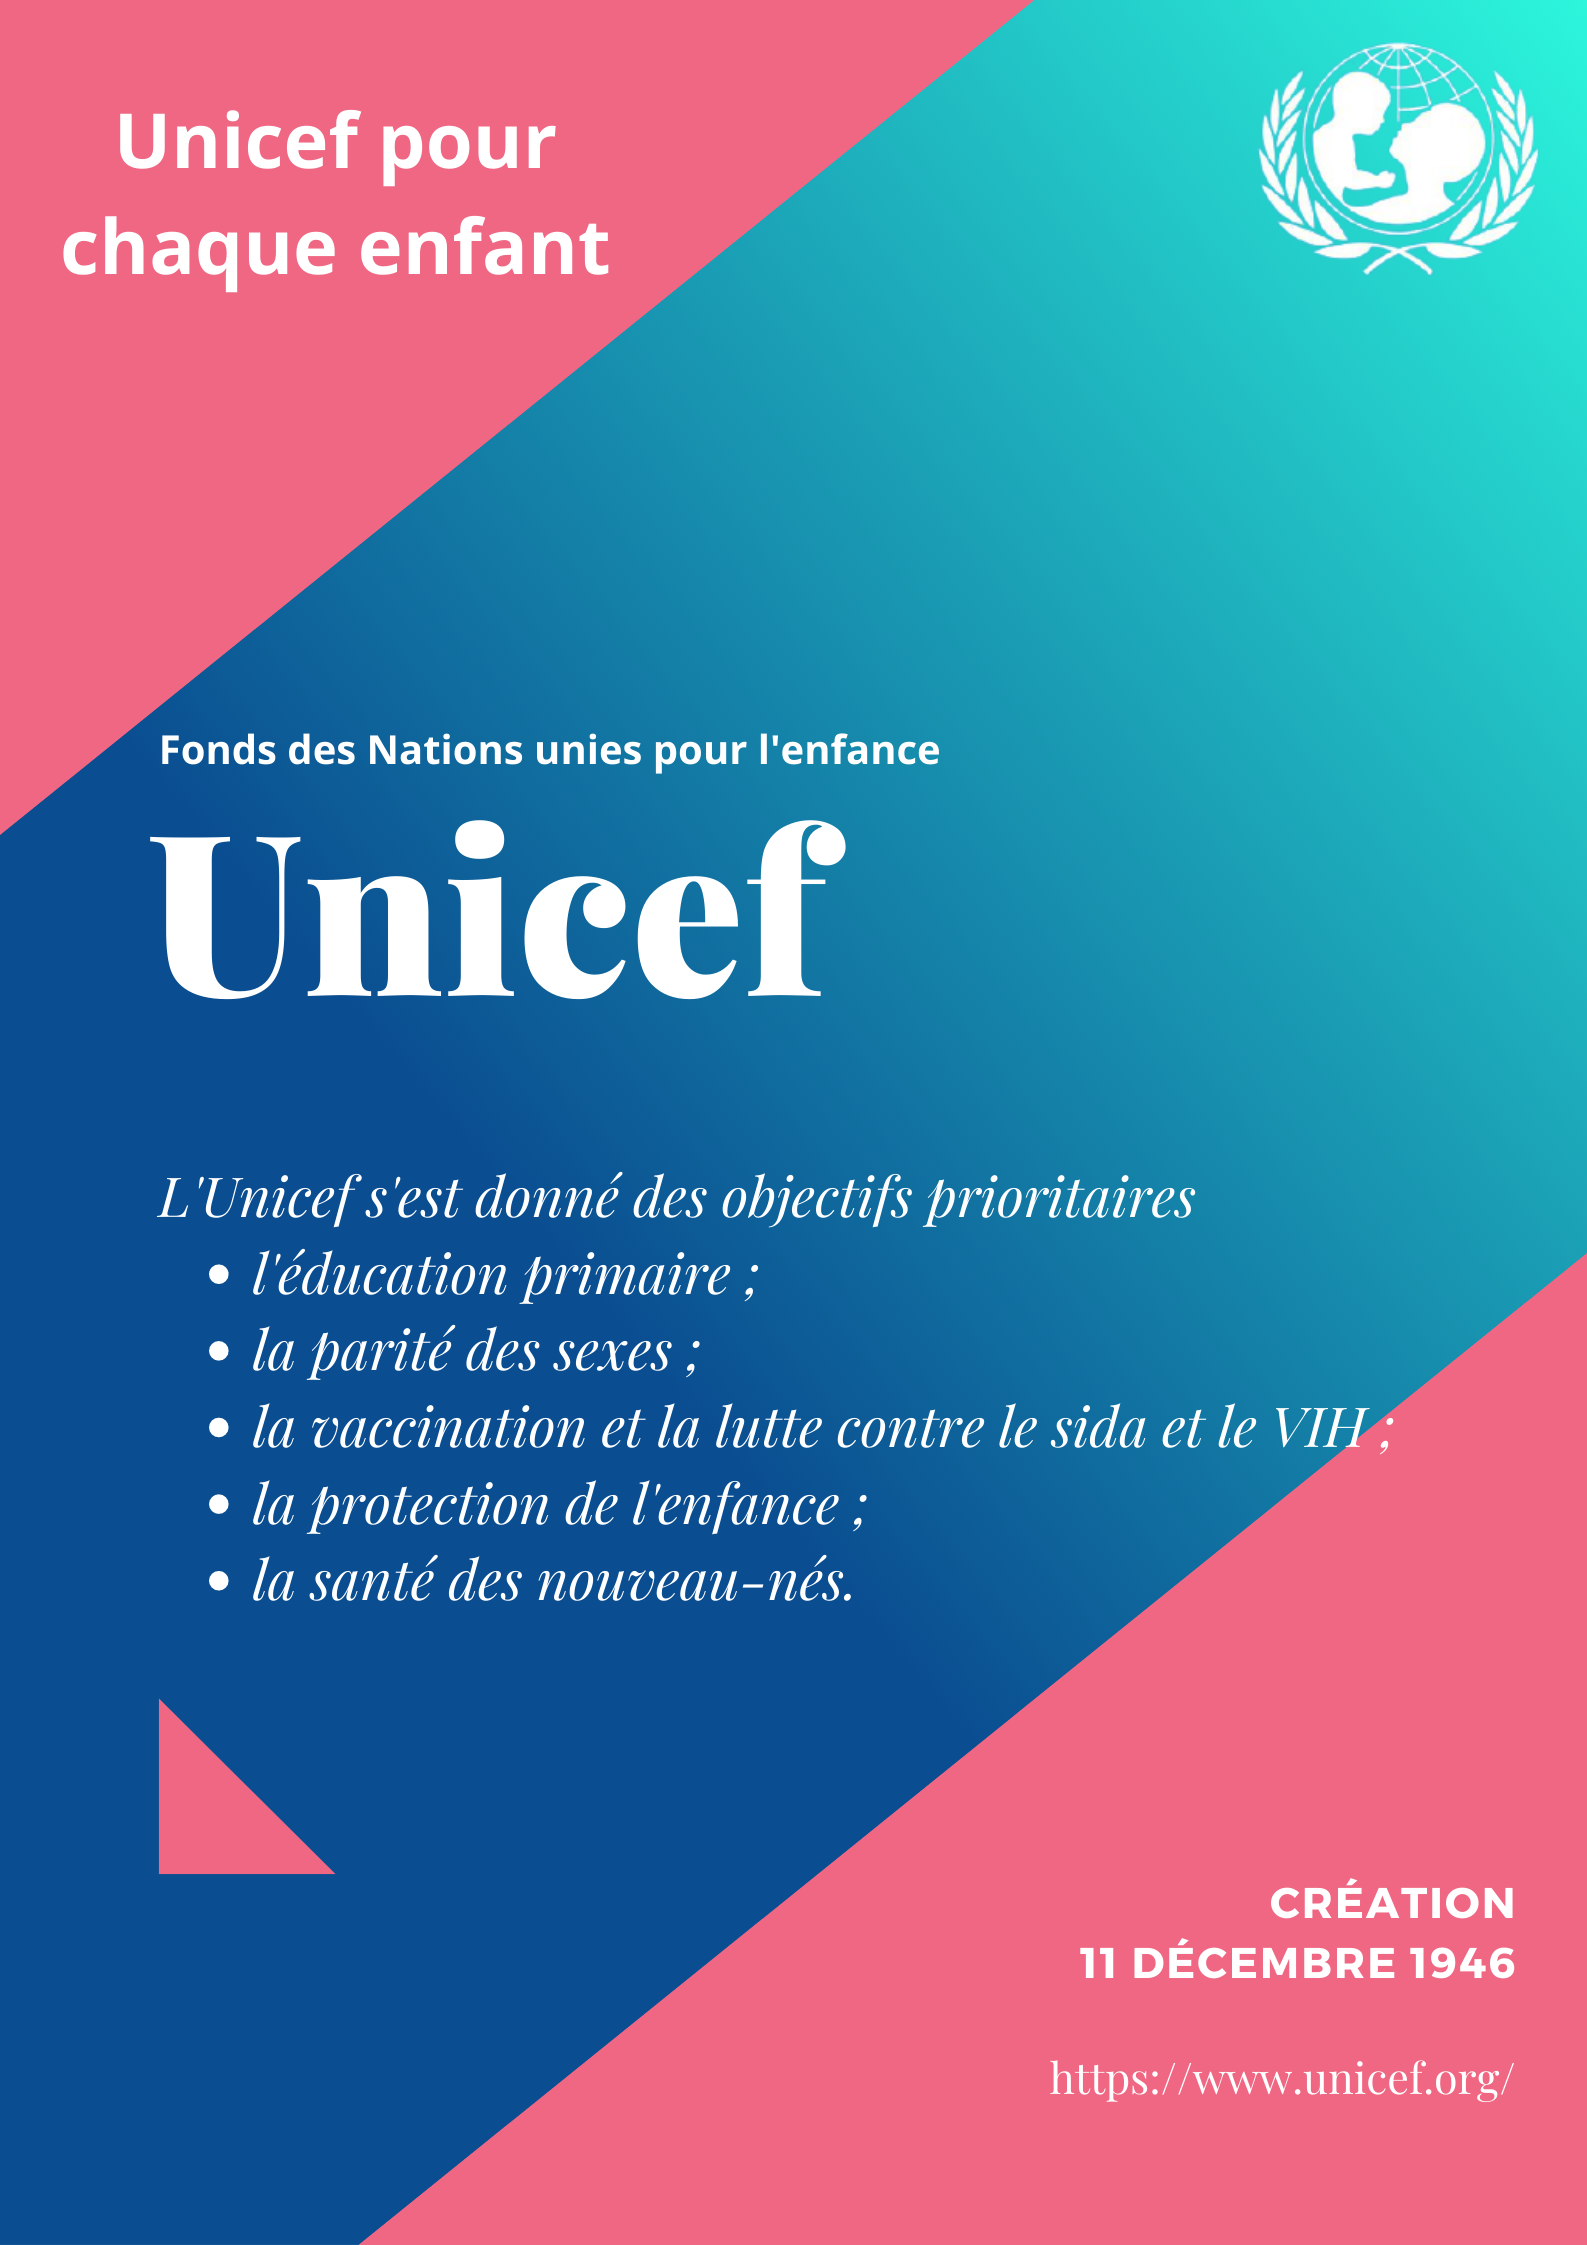 Unicef pour
chaque enfant
Fonds des Nations unies pour l'enfance
Unicef
L'Unicef s'est donné des objectifs prioritaires
• l'éducation primaire ;
• la parité des sexes ;
• la vaccination et la lutte contre le sida et le VIH ;
• la protection de l'enfance ;
• la santé des nouveau-nés.
CRÉATION
11 DÉCEMBRE 1946
https://www.unicef.org/